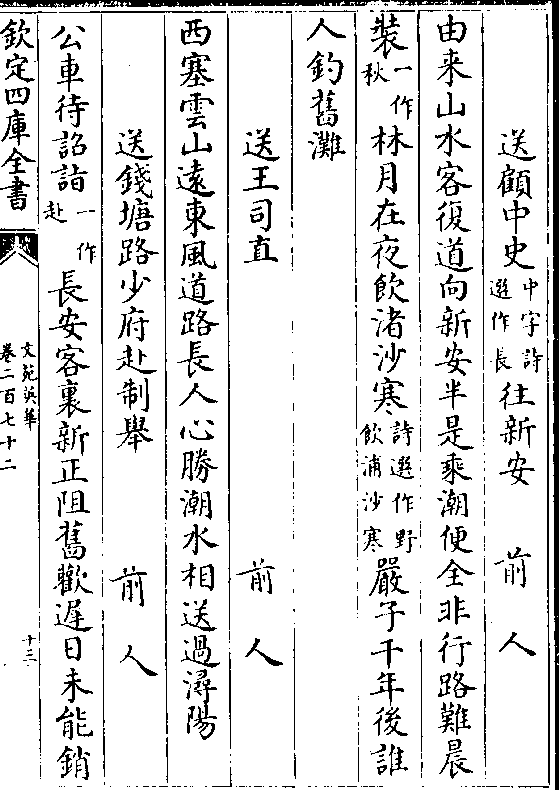 送顧中史中字詩選作長往新安　前人
由来山水客復道向新安半是乘潮便全非行路難晨
裝一作秋林月在夜飲渚沙寒詩選作野飲浦沙寒嚴子千年後誰
人釣舊灘
送王司直　前人
西塞雲山遠東風道路長人心勝潮水相送過潯陽
送錢塘路少府赴制舉　前人
公車待詔詣一作赴長安客裏新正阻舊歡遲日未能銷
欽定四庫全書
文苑英華
卷二百七十二
十三